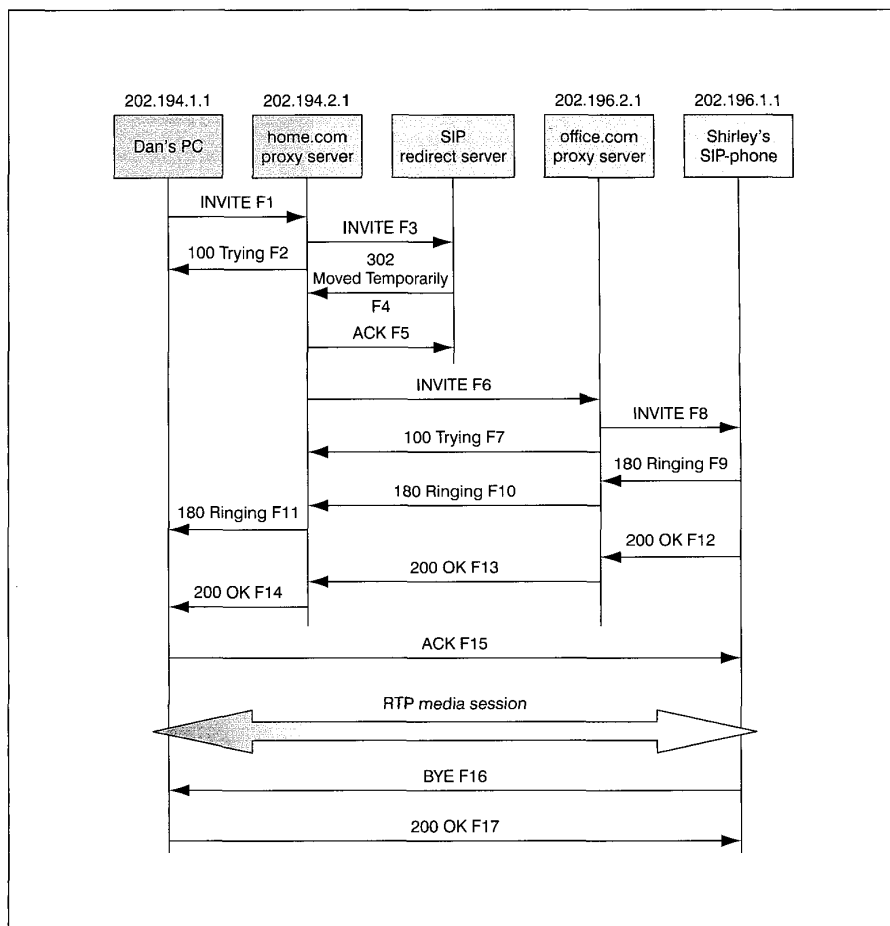 202.194.1.1
202.194.2.1
202.196.2.1
202.196.1.1
Dan's PC
home.com
proxy server
SIP
redirect server
office.com
proxy server
Shirley's
SIP-phone
INVITE F1
INVITE F3
100 Trying F2
302
Moved Temporarily
F4
ACK F5
INVITE F6
INVITE F8
100 Trying F7
180 Ringing F9
180 Ringing F10
180 Ringing F11
200 OK F12
200 OK F13
200 OK F14
ACK F15
RTP media session
BYE F16
200 OK F17